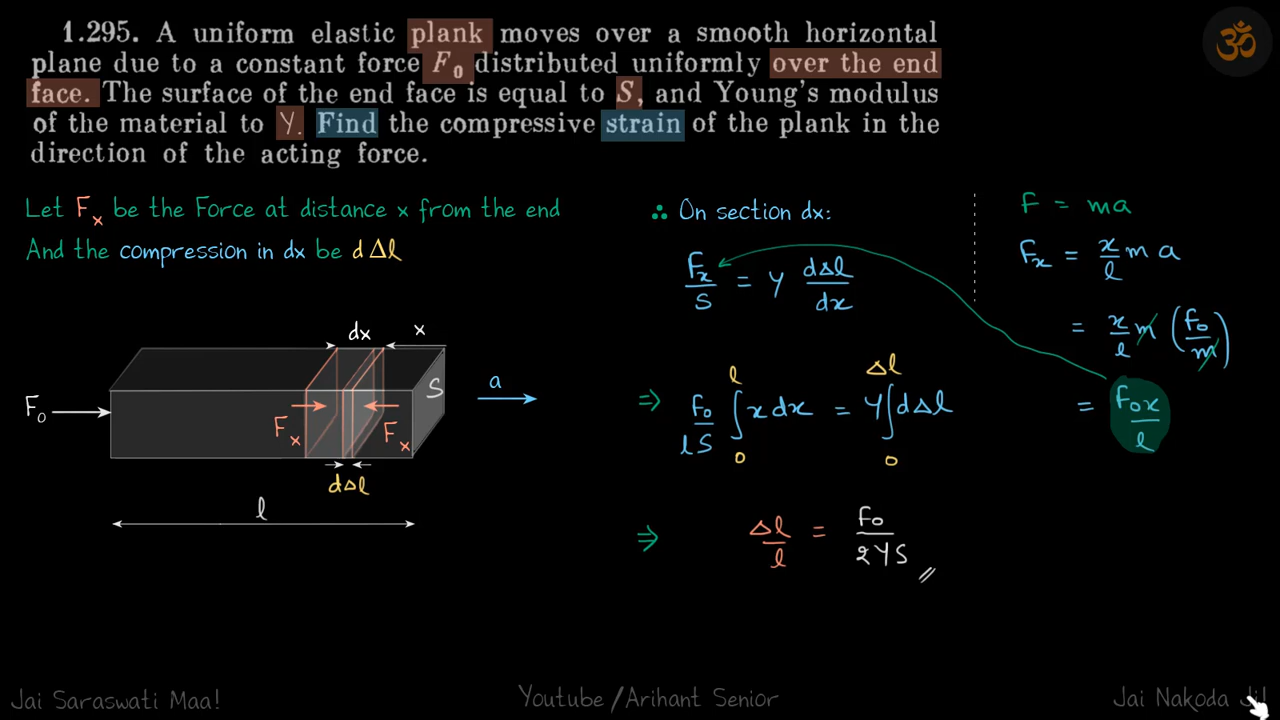 1.295. A uniform elastic plank moves over a smooth horizontal
plane due to a constant force F₀ distributed uniformly over the end
face. The surface of the end face is equal to S, and Young's modulus
of the material to Y. Find the compressive strain of the plank in the
direction of the acting force.
ॐ
Let Fₓ be the Force at distance x from the end
And the compression in dx be dΔl
dx
x
S
a
F₀
Fₓ
Fₓ
dΔl
l
∴ On section dx:
Fₓ/S = Y dΔl/dx
⇒ F₀/lS ∫₀ˡ x dx = Y ∫₀^Δl dΔl
⇒ Δl/l = F₀/2YS //
F = ma
Fₓ = x/l m a
= x/l m (F₀/m)
= F₀x/l
Jai Saraswati Maa!
Youtube /Arihant Senior
Jai Nakoda Ji!